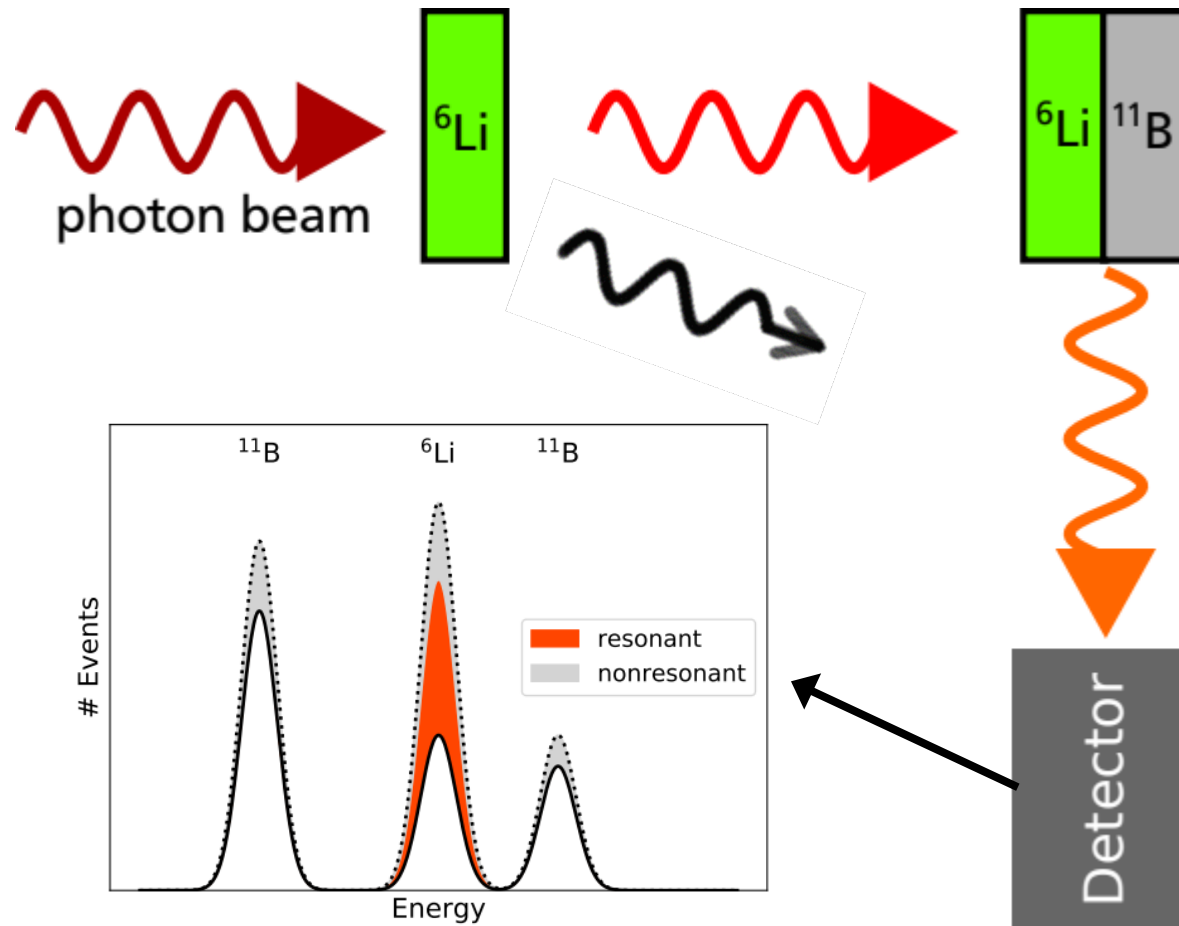 ⁶Li
⁶Li ¹¹B
photon beam
¹¹B ⁶Li ¹¹B
# Events
resonant
nonresonant
Energy
Detector